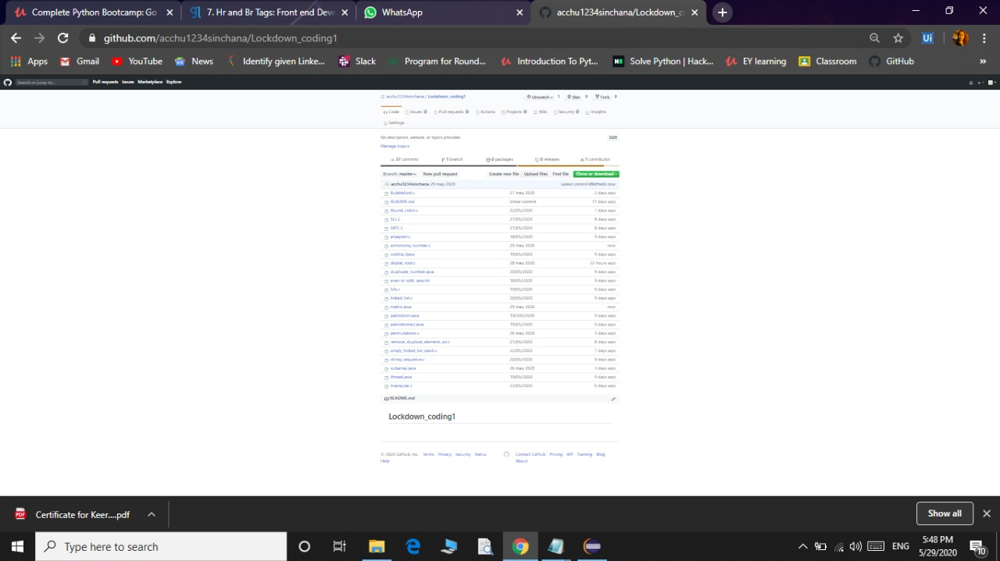 Complete Python Bootcamp: Go
7. H and P Tags: Front end Deve
WhatsApp
acchu1234sinchana/Lockdown_cod
github.com/acchu1234sinchana/Lockdown_coding1
Apps Gmail YouTube News Identify given Linke... Slack Program for Round... Introduction To Pyt... Solve Python | Hac... IT learning Classroom GitHub
Search or jump to... Pull requests Issues Marketplace Explore
acchu1234sinchana / Lockdown_coding1 Unwatch 1 Star 0 Fork 0
Code Issues 0 Pull requests 0 Actions Projects 0 Wiki Security 0 Insights
Settings
No description, website, or topics provided. Edit
Manage topics
37 commits 1 branch 0 packages 0 releases 1 contributor
Branch: master New pull request Create new file Upload files Find file Clone or download
acchu1234sinchana 29 may 2020 Latest commit now
BubbleSort.c 27 may 2020 2 days ago
README.md Initial commit 11 days ago
Round_robin.c 22/05/2020 7 days ago
SLL.C 21/05/2020 8 days ago
SRTF.C 21/05/2020 8 days ago
anagram.c 18/05/2020 9 days ago
armstrong_number.c 29 may 2020 now
19/05/2020 9 days ago
digital_root.c 28 may 2020 22 hours ago
duplicate_number.java 20/05/2020 9 days ago
evan or odd. java.txt 18/05/2020 9 days ago
fcfs.c 19/05/2020 9 days ago
linked_list.c 20/05/2020 9 days ago
matrix.java 29 may 2020 now
palindrom.java 19/505/2020 9 days ago
palindrome2.java 19/05/2020 9 days ago
permutations.c 26 may 2020 3 days ago
remove_duplicat_element_sd.c 21/05/2020 8 days ago
singly_linked_list_stack.c 22/05/2020 7 days ago
string_sequence.c 20/05/2020 9 days ago
subarray.java 26 may 2020 3 days ago
thread.java 19/05/2020 9 days ago
triangular.c 23/05/2020 6 days ago
README.md
Lockdown_coding1
© 2020 GitHub, Inc. Terms Privacy Security Status Contact GitHub Pricing API Training Blog
Help About
Certificate for Kem....pdf Show all
Type here to search ENG 5:46 PM
5/29/2020 10